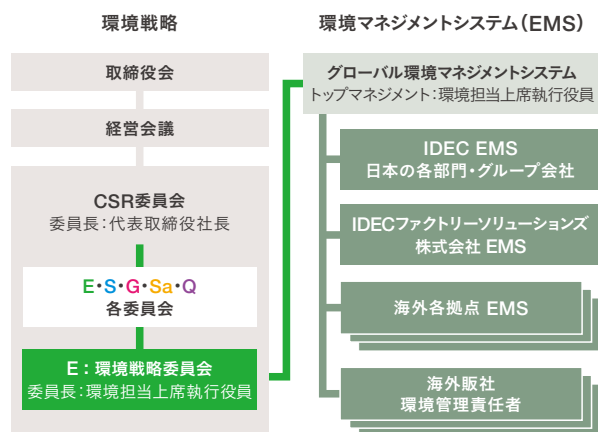 環境戦略
取締役会
経営会議
CSR委員会
委員長：代表取締役社長
E・S・G・Sa・Q
各委員会
E：環境戦略委員会
委員長：環境担当上席執行役員
環境マネジメントシステム（EMS）
グローバル環境マネジメントシステム
トップマネジメント：環境担当上席執行役員
IDEC EMS
日本の各部門・グループ会社
IDECファクトリーソリューションズ
株式会社 EMS
海外各拠点 EMS
海外販社
環境管理責任者